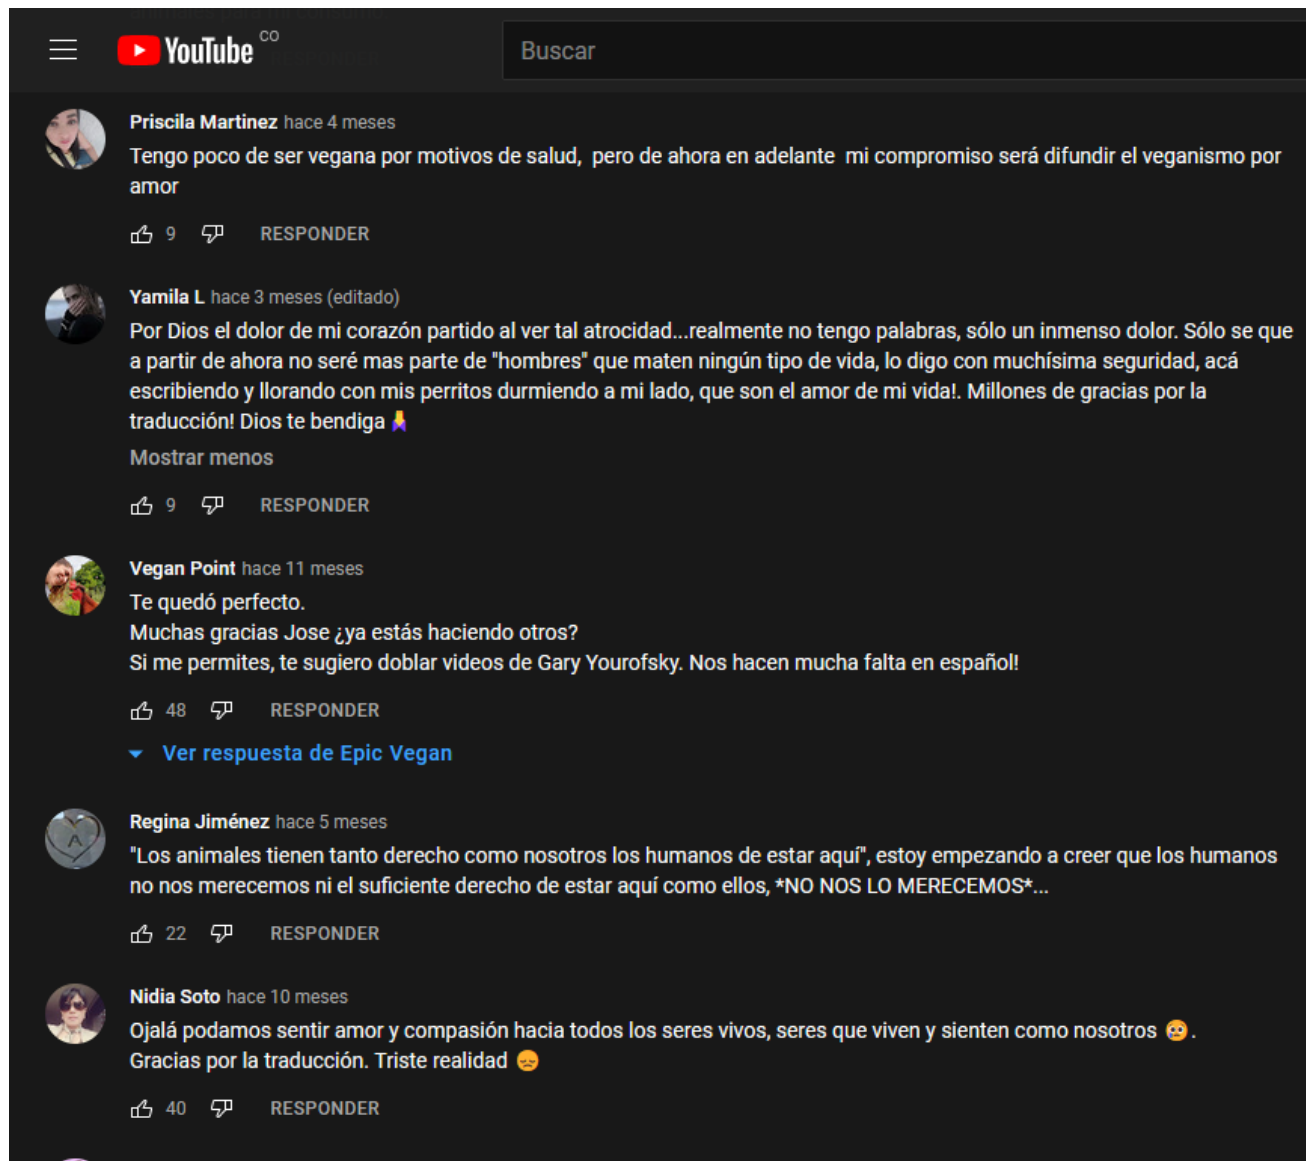 YouTube CO
Buscar
Priscila Martinez hace 4 meses
Tengo poco de ser vegana por motivos de salud,  pero de ahora en adelante  mi compromiso será difundir el veganismo por
amor
9 RESPONDER
Yamila L hace 3 meses (editado)
Por Dios el dolor de mi corazón partido al ver tal atrocidad...realmente no tengo palabras, sólo un inmenso dolor. Sólo se que
a partir de ahora no seré mas parte de "hombres" que maten ningún tipo de vida, lo digo con muchísima seguridad, acá
escribiendo y llorando con mis perritos durmiendo a mi lado, que son el amor de mi vida!. Millones de gracias por la
traducción! Dios te bendiga
Mostrar menos
9 RESPONDER
Vegan Point hace 11 meses
Te quedó perfecto.
Muchas gracias Jose ¿ya estás haciendo otros?
Si me permites, te sugiero doblar videos de Gary Yourofsky. Nos hacen mucha falta en español!
48 RESPONDER
Ver respuesta de Epic Vegan
Regina Jiménez hace 5 meses
"Los animales tienen tanto derecho como nosotros los humanos de estar aquí", estoy empezando a creer que los humanos
no nos merecemos ni el suficiente derecho de estar aquí como ellos, *NO NOS LO MERECEMOS*...
22 RESPONDER
Nidia Soto hace 10 meses
Ojalá podamos sentir amor y compasión hacia todos los seres vivos, seres que viven y sienten como nosotros 😢.
Gracias por la traducción. Triste realidad 😞
40 RESPONDER